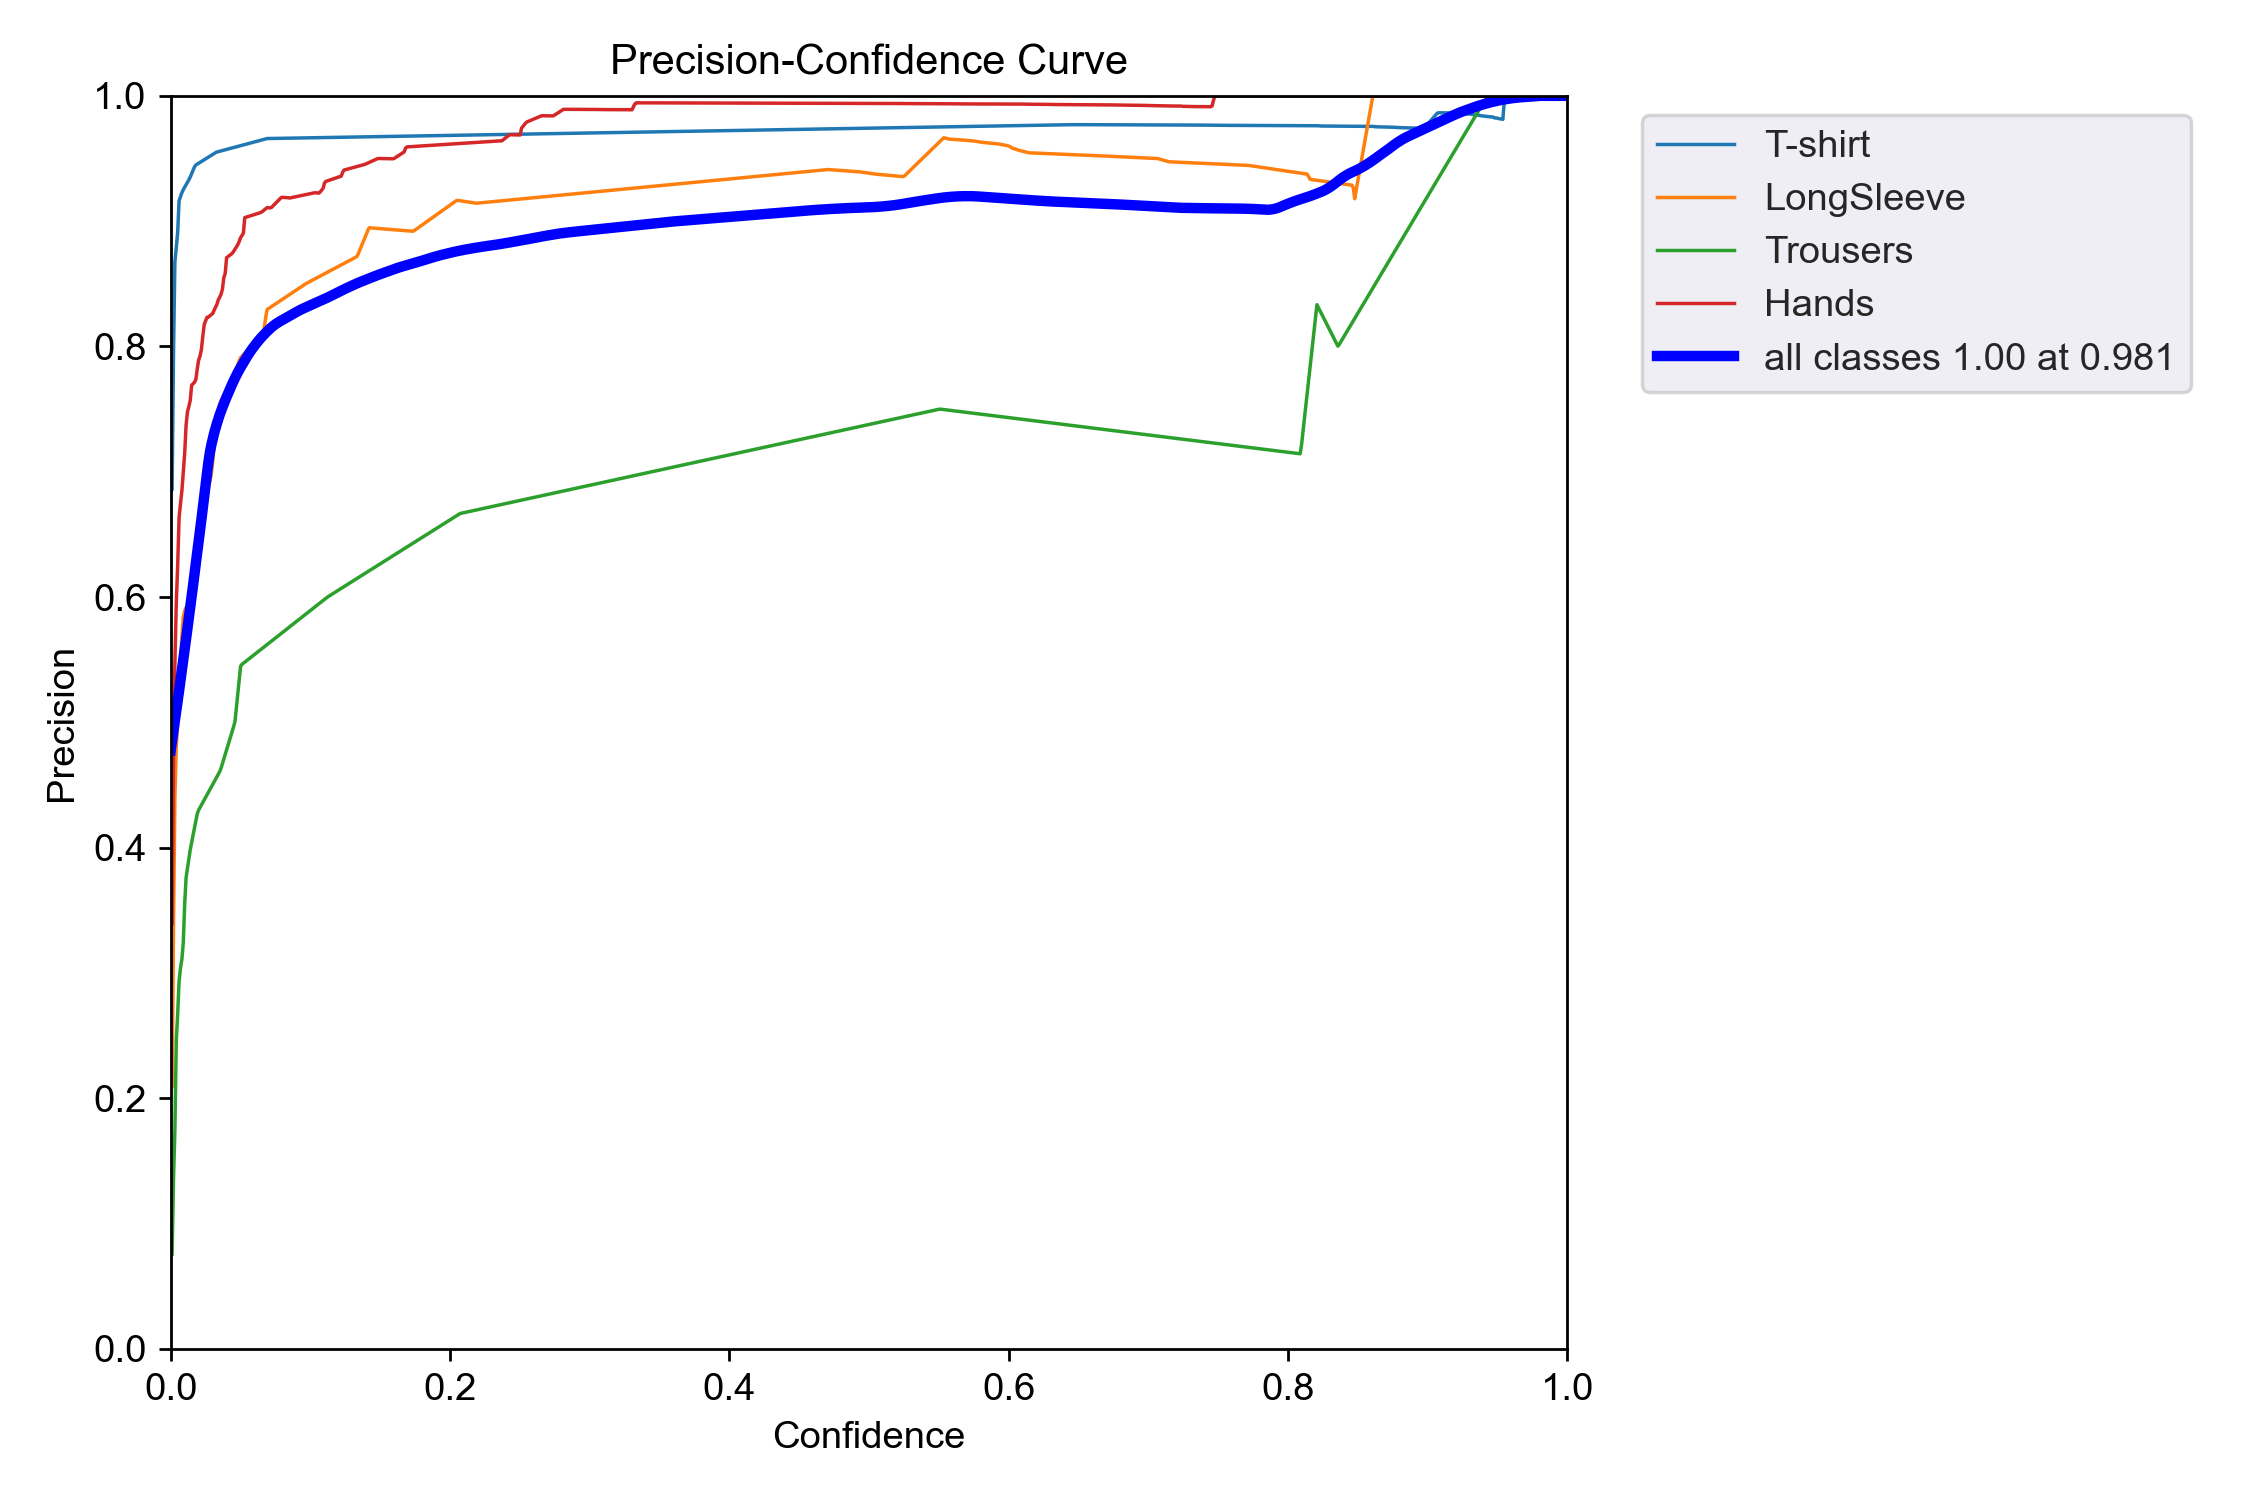 Precision-Confidence Curve
1.0
0.8
0.6
0.4
0.2
0.0
Precision
0.0 0.2 0.4 0.6 0.8 1.0
Confidence
T-shirt
LongSleeve
Trousers
Hands
all classes 1.00 at 0.981